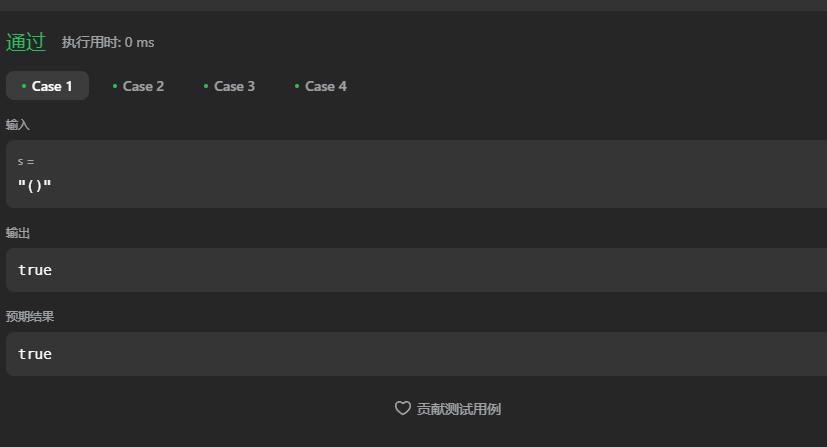 通过 执行用时: 0 ms
Case 1 Case 2 Case 3 Case 4
输入
s =
"()"
输出
true
预期结果
true
贡献测试用例